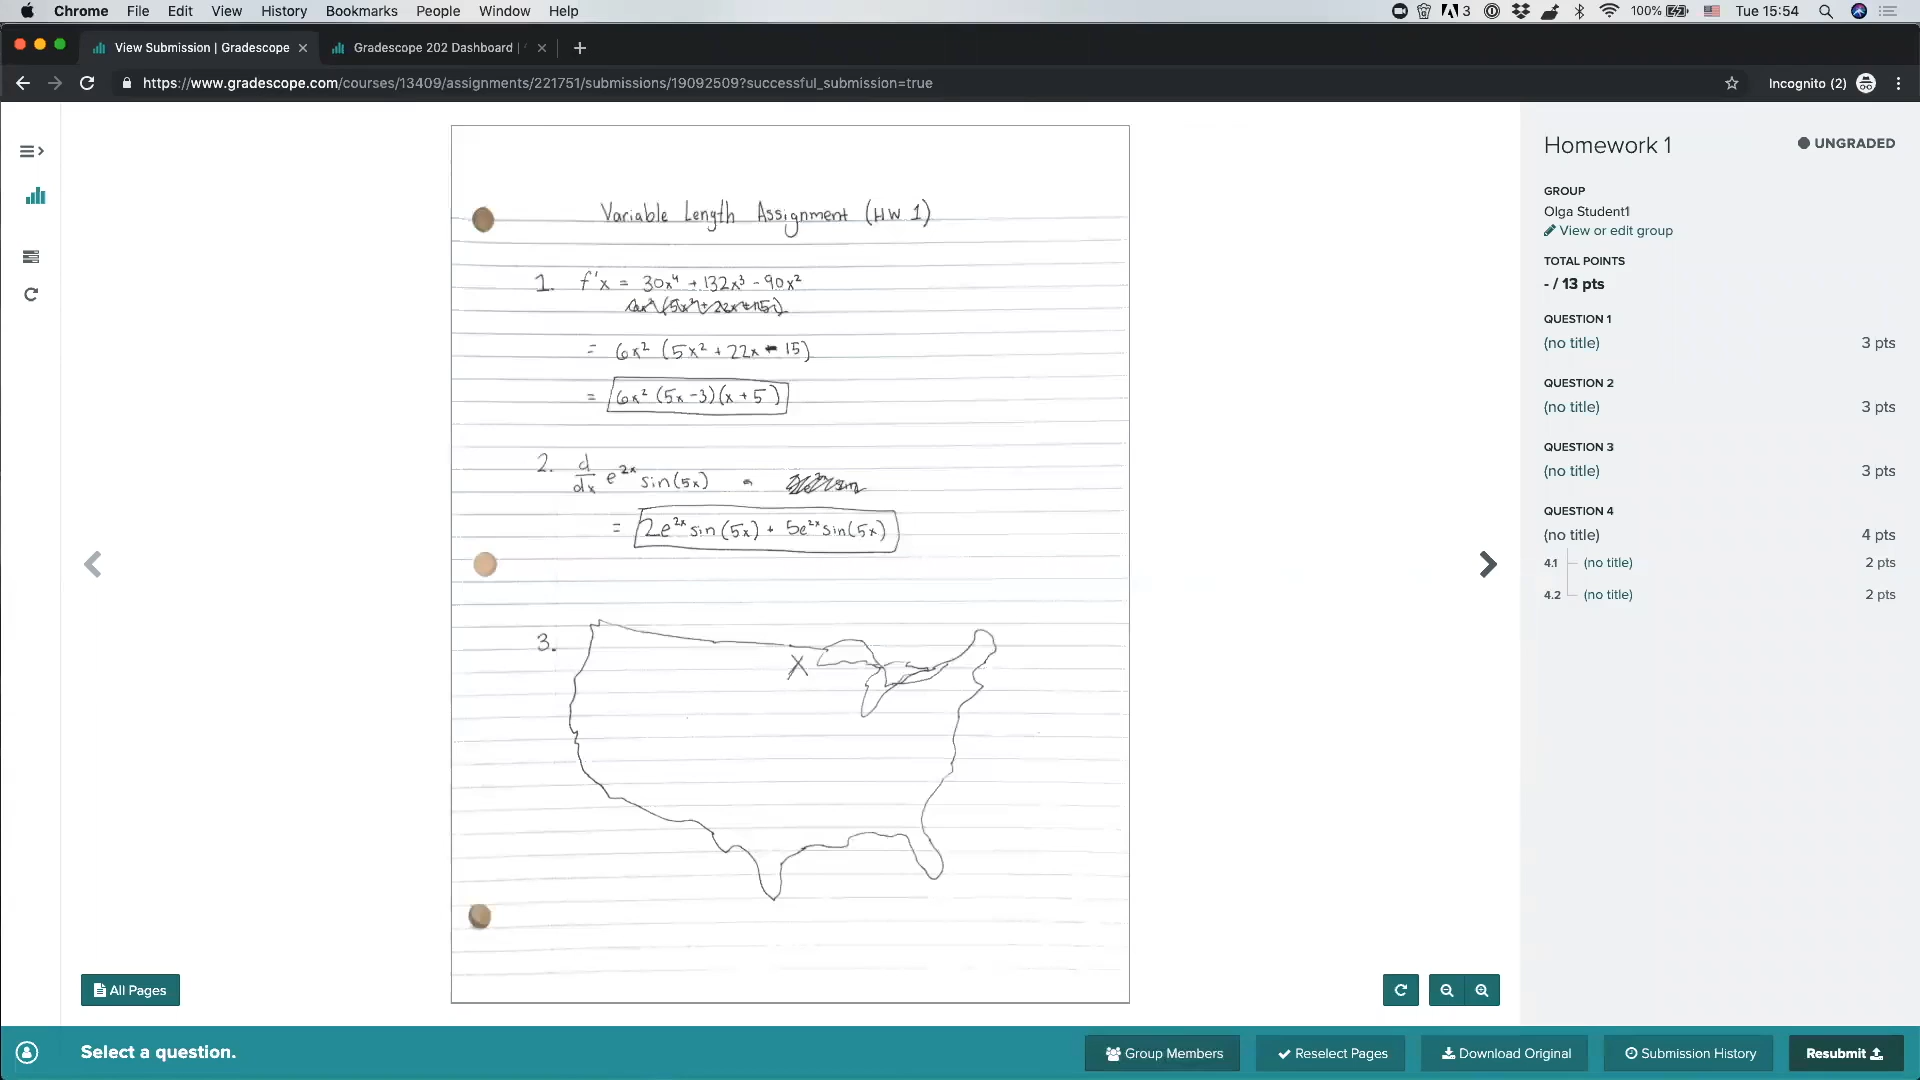 Chrome File Edit View History Bookmarks People Window Help 3 100% Tue 15:54
View Submission | Gradescope Gradescope 202 Dashboard |
https://www.gradescope.com/courses/13409/assignments/221751/submissions/19092509?successful_submission=true Incognito (2)
Variable Length Assignment (HW 1)
1. f'x = 30x⁴ + 132x³ - 90x²
= 6x² (5x² + 22x - 15)
= 6x² (5x - 3)(x + 5)
2. d/dx e^2x sin(5x) =
= 2e^2x sin(5x) + 5e^2x sin(5x)
3.
X
All Pages
Homework 1 UNGRADED
GROUP
Olga Student1
View or edit group
TOTAL POINTS
- / 13 pts
QUESTION 1
(no title) 3 pts
QUESTION 2
(no title) 3 pts
QUESTION 3
(no title) 3 pts
QUESTION 4
(no title) 4 pts
4.1 (no title) 2 pts
4.2 (no title) 2 pts
Select a question. Group Members Reselect Pages Download Original Submission History Resubmit